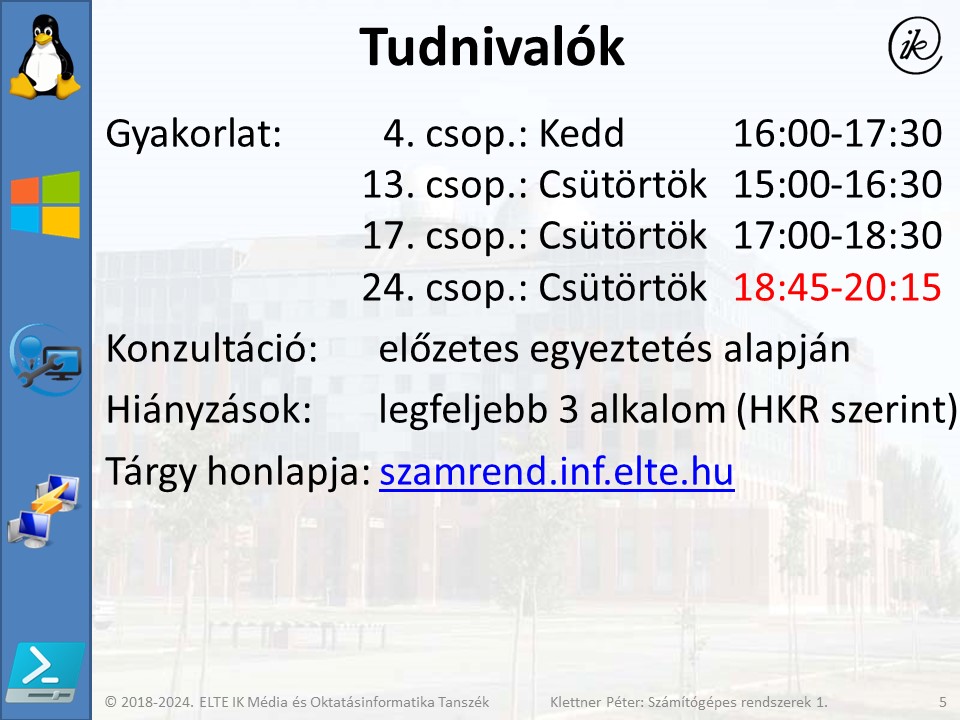 Tudnivalók
ik
Gyakorlat: 4. csop.: Kedd 16:00-17:30
13. csop.: Csütörtök 15:00-16:30
17. csop.: Csütörtök 17:00-18:30
24. csop.: Csütörtök 18:45-20:15
Konzultáció: előzetes egyeztetés alapján
Hiányzások: legfeljebb 3 alkalom (HKR szerint)
Tárgy honlapja: szamrend.inf.elte.hu
© 2018-2024. ELTE IK Média és Oktatásinformatika Tanszék Klettner Péter: Számítógépes rendszerek 1. 5